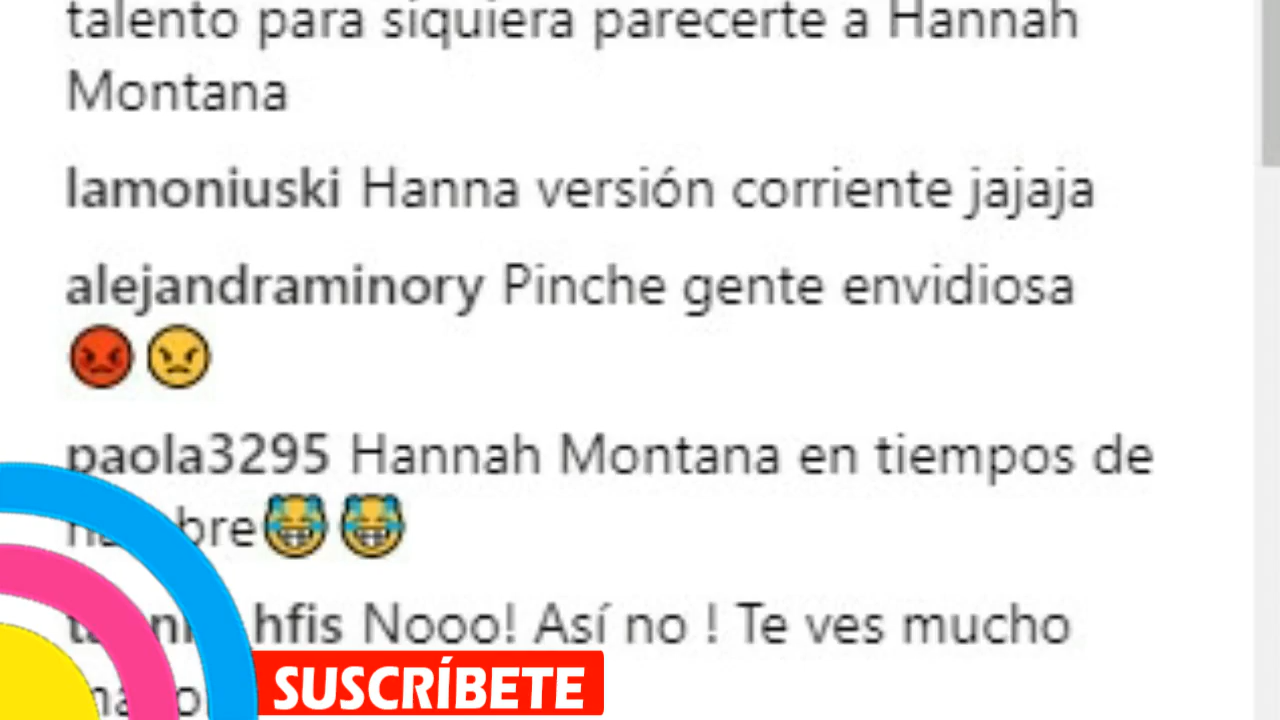 talento para siquiera parecerte a Hannah
Montana
lamoniuski Hanna versión corriente jajaja
alejandraminory Pinche gente envidiosa
😡😠
paola3295 Hannah Montana en tiempos de
😹😹
Nooo! Así no ! Te ves mucho
SUSCRÍBETE